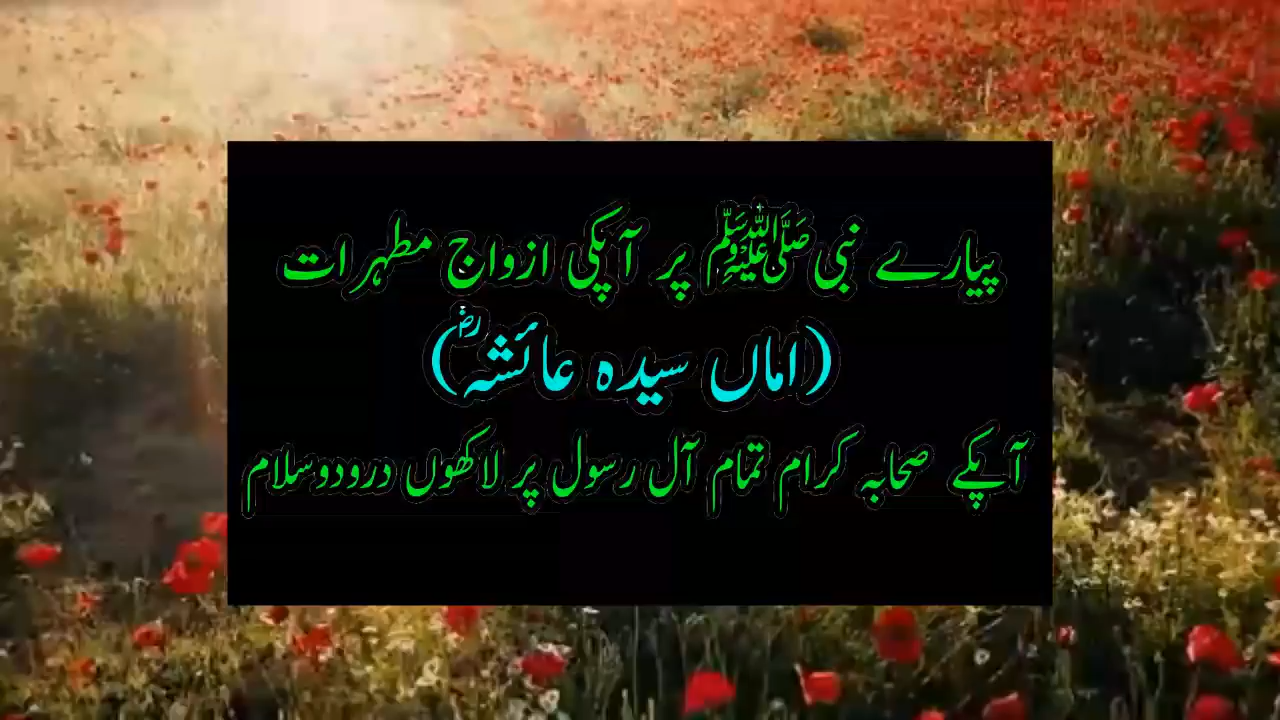 پیارے نبی ﷺ پر آپکی ازواج مطہرات
(اماں سیدہ عائشہؓ)
آپکے صحابہ کرام تمام آل رسول پر لاکھوں درودوسلام